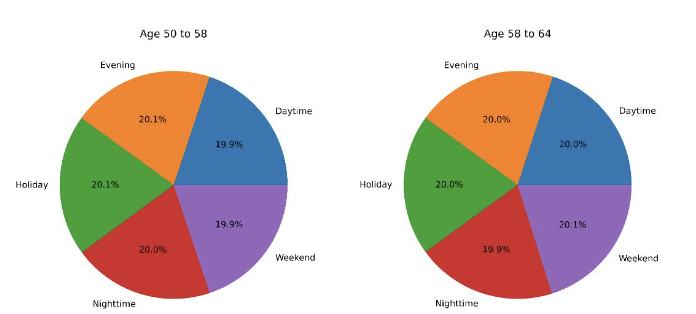 Age 50 to 58
Evening
Daytime
20.1%
19.9%
Holiday
20.1%
19.9%
20.0%
Weekend
Nighttime
Age 58 to 64
Evening
Daytime
20.0%
20.0%
Holiday
20.0%
20.1%
19.9%
Weekend
Nighttime